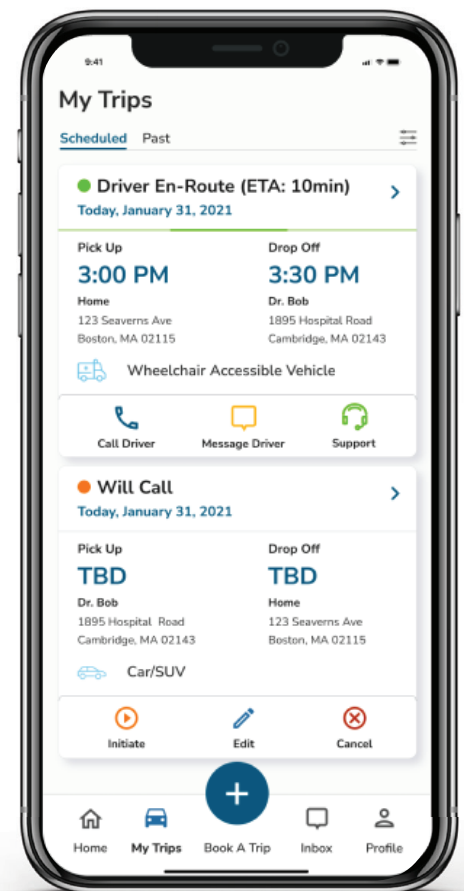 9:41
My Trips
Scheduled Past
Driver En-Route (ETA: 10min)
Today, January 31, 2021
Pick Up Drop Off
3:00 PM 3:30 PM
Home Dr. Bob
123 Seaverns Ave 1895 Hospital Road
Boston, MA 02115 Cambridge, MA 02143
Wheelchair Accessible Vehicle
Call Driver Message Driver Support
Will Call
Today, January 31, 2021
Pick Up Drop Off
TBD TBD
Dr. Bob Home
1895 Hospital Road 123 Seaverns Ave
Cambridge, MA 02143 Boston, MA 02115
Car/SUV
Initiate Edit Cancel
Home My Trips Book A Trip Inbox Profile